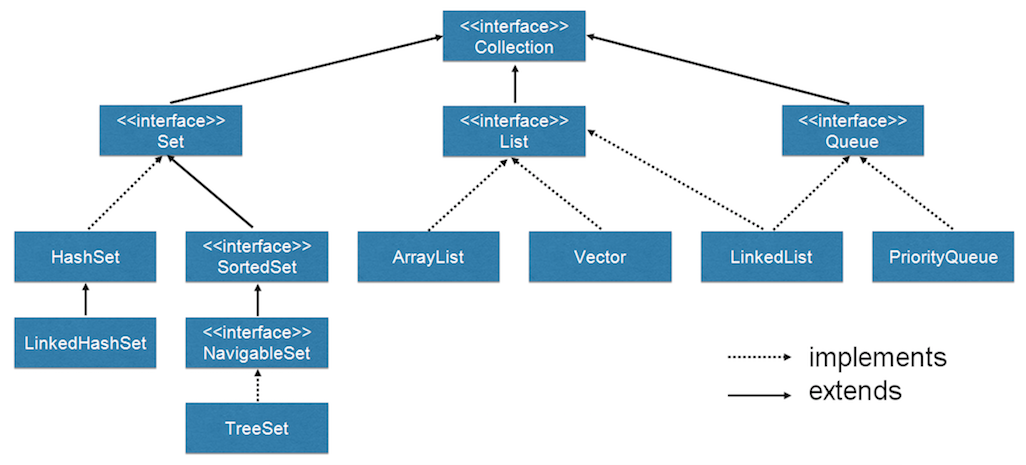 <<interface>>
Collection
<<interface>>
Set
<<interface>>
List
<<interface>>
Queue
HashSet
<<interface>>
SortedSet
ArrayList
Vector
LinkedList
PriorityQueue
LinkedHashSet
<<interface>>
NavigableSet
TreeSet
implements
extends